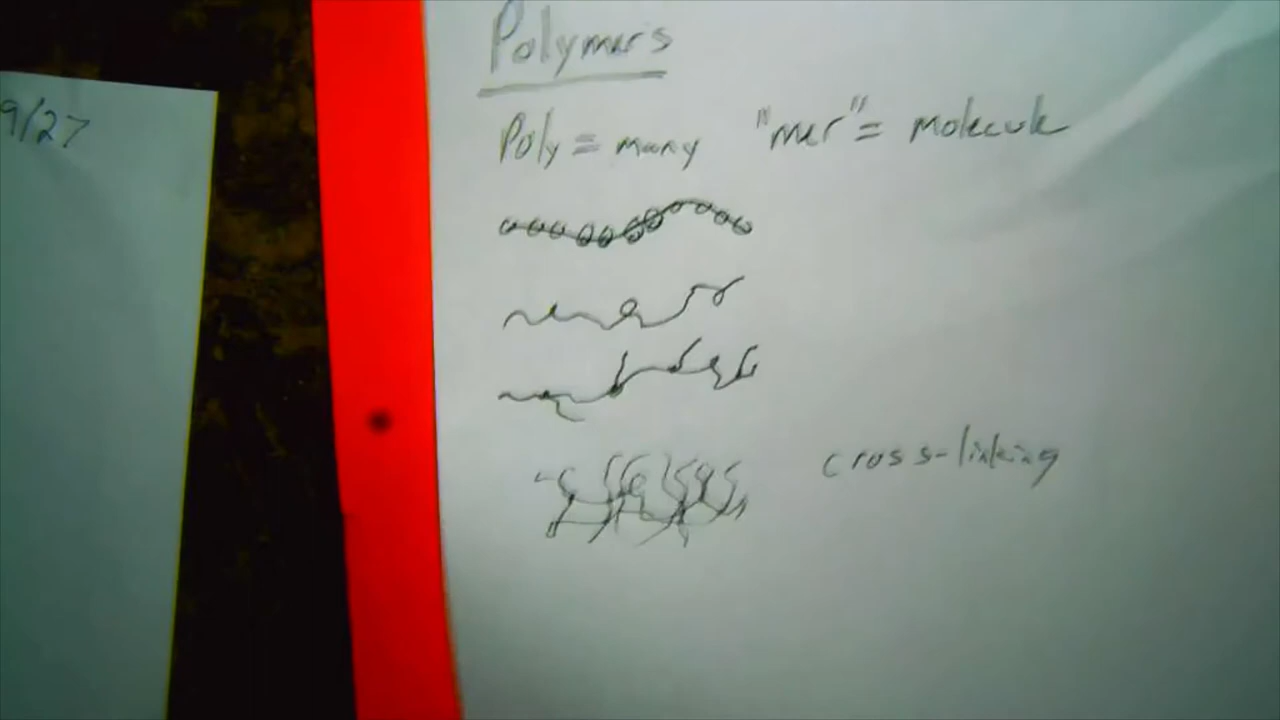 9/27
Polymers
Poly = many "mer" = molecule
cross-linking